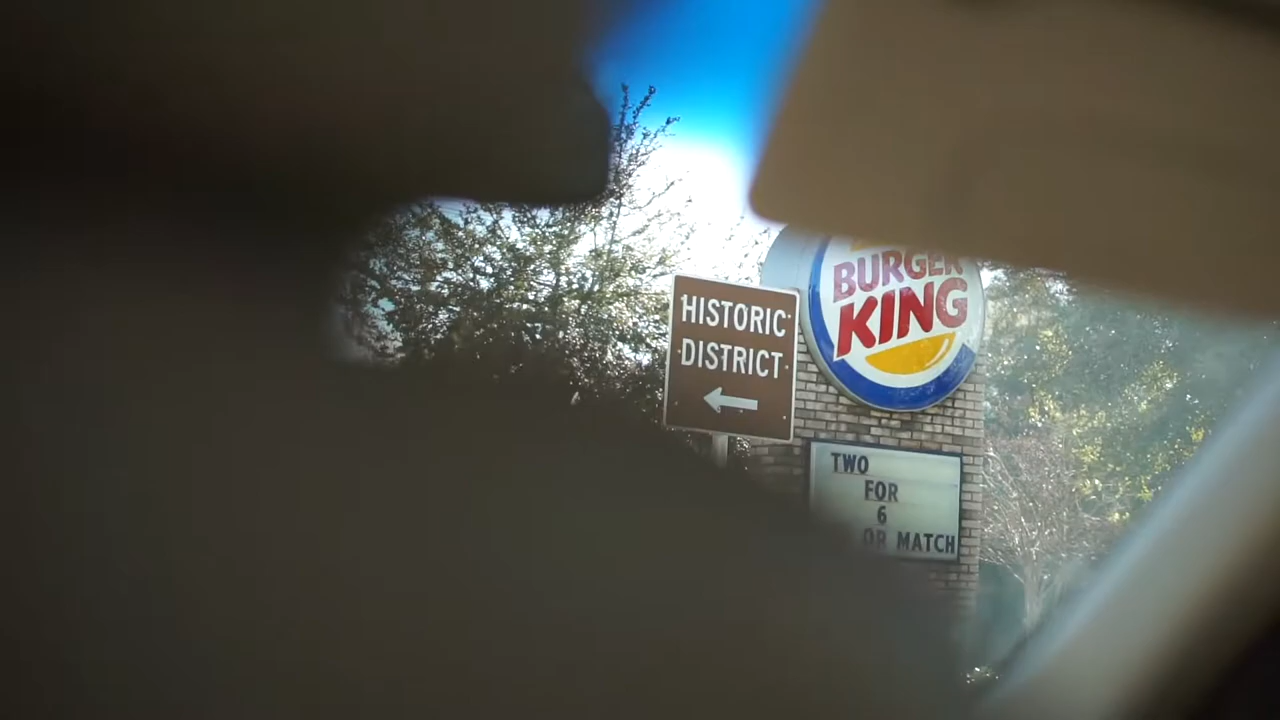 HISTORIC
DISTRICT
BURGER
KING
TWO
FOR
6
OR MATCH